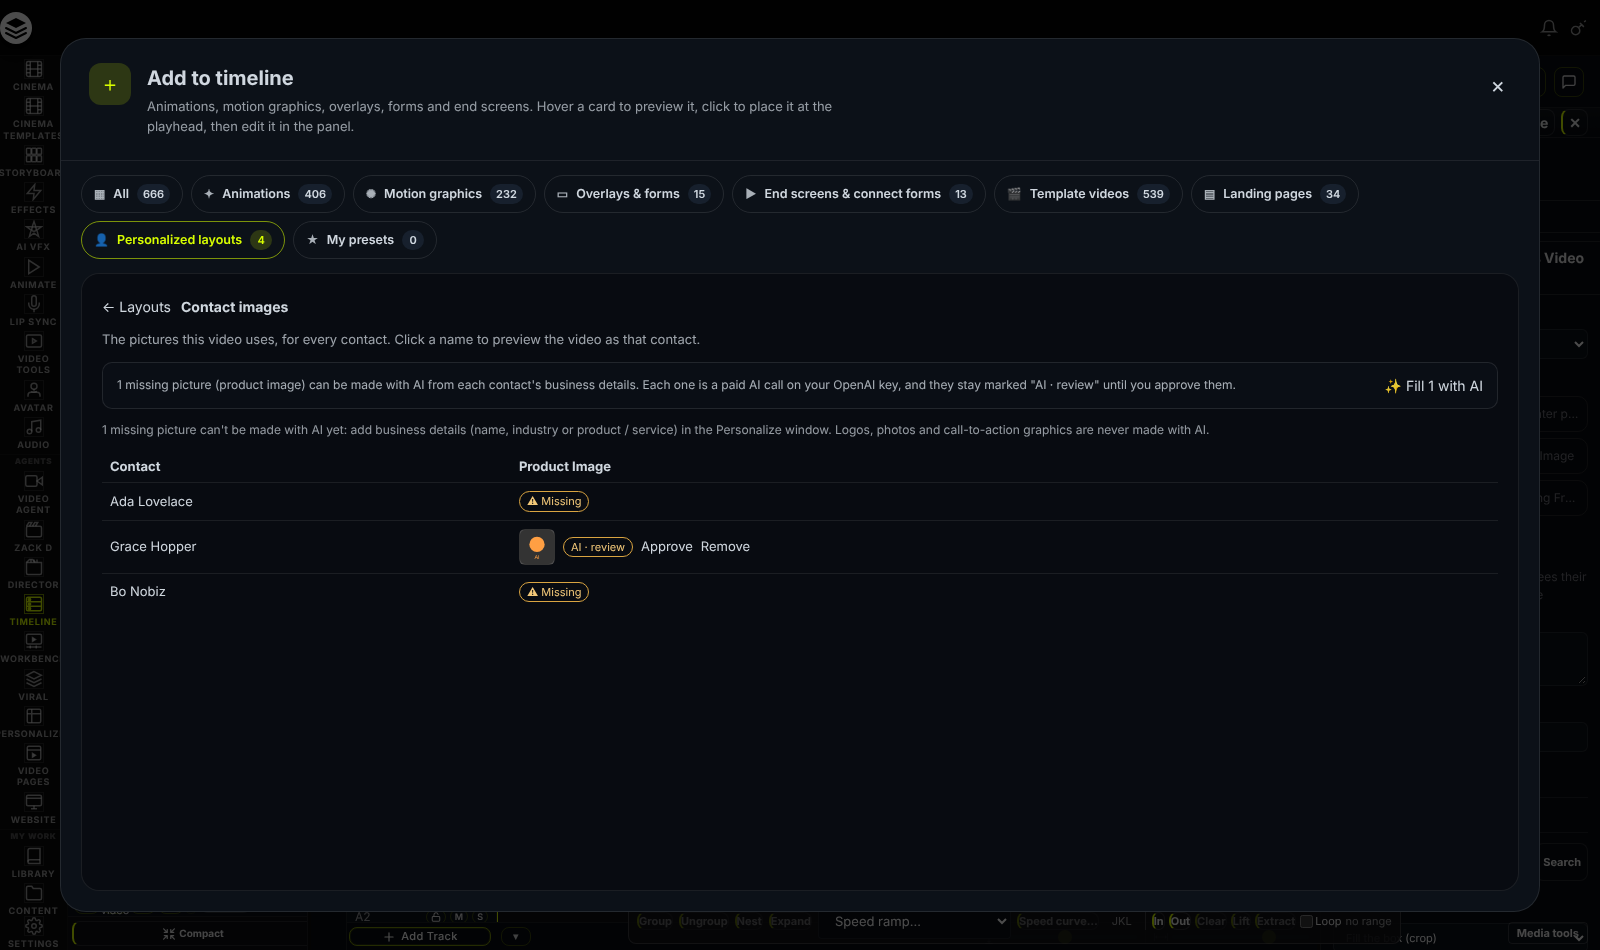 Add to timeline
Animations, motion graphics, overlays, forms and end screens. Hover a card to preview it, click to place it at the
playhead, then edit it in the panel.
All 666
Animations 406
Motion graphics 232
Overlays & forms 15
End screens & connect forms 13
Template videos 539
Landing pages 34
Personalized layouts 4
My presets 0
← Layouts Contact images
The pictures this video uses, for every contact. Click a name to preview the video as that contact.
1 missing picture (product image) can be made with AI from each contact's business details. Each one is a paid AI call on your OpenAI key, and they stay marked "AI · review" until you approve them.
✨ Fill 1 with AI
1 missing picture can't be made with AI yet: add business details (name, industry or product / service) in the Personalize window. Logos, photos and call-to-action graphics are never made with AI.
Contact Product Image
Ada Lovelace ⚠ Missing
Grace Hopper AI · review Approve Remove
Bo Nobiz ⚠ Missing
CINEMA
CINEMA
TEMPLATES
STORYBOAR
EFFECTS
AI VFX
ANIMATE
LIP SYNC
VIDEO
TOOLS
AVATAR
AUDIO
AGENTS
VIDEO
AGENT
ZACK D
DIRECTOR
TIMELINE
WORKBENC
VIRAL
ERSONALIZ
VIDEO
PAGES
WEBSITE
MY WORK
LIBRARY
CONTENT
SETTINGS
Video
Image
Search
Compact
A2 M S
+ Add Track
Group Ungroup Nest Expand
Speed ramp...
Speed curve... JKL
In Out Clear Lift Extract Loop no range
(crop)
Media tools